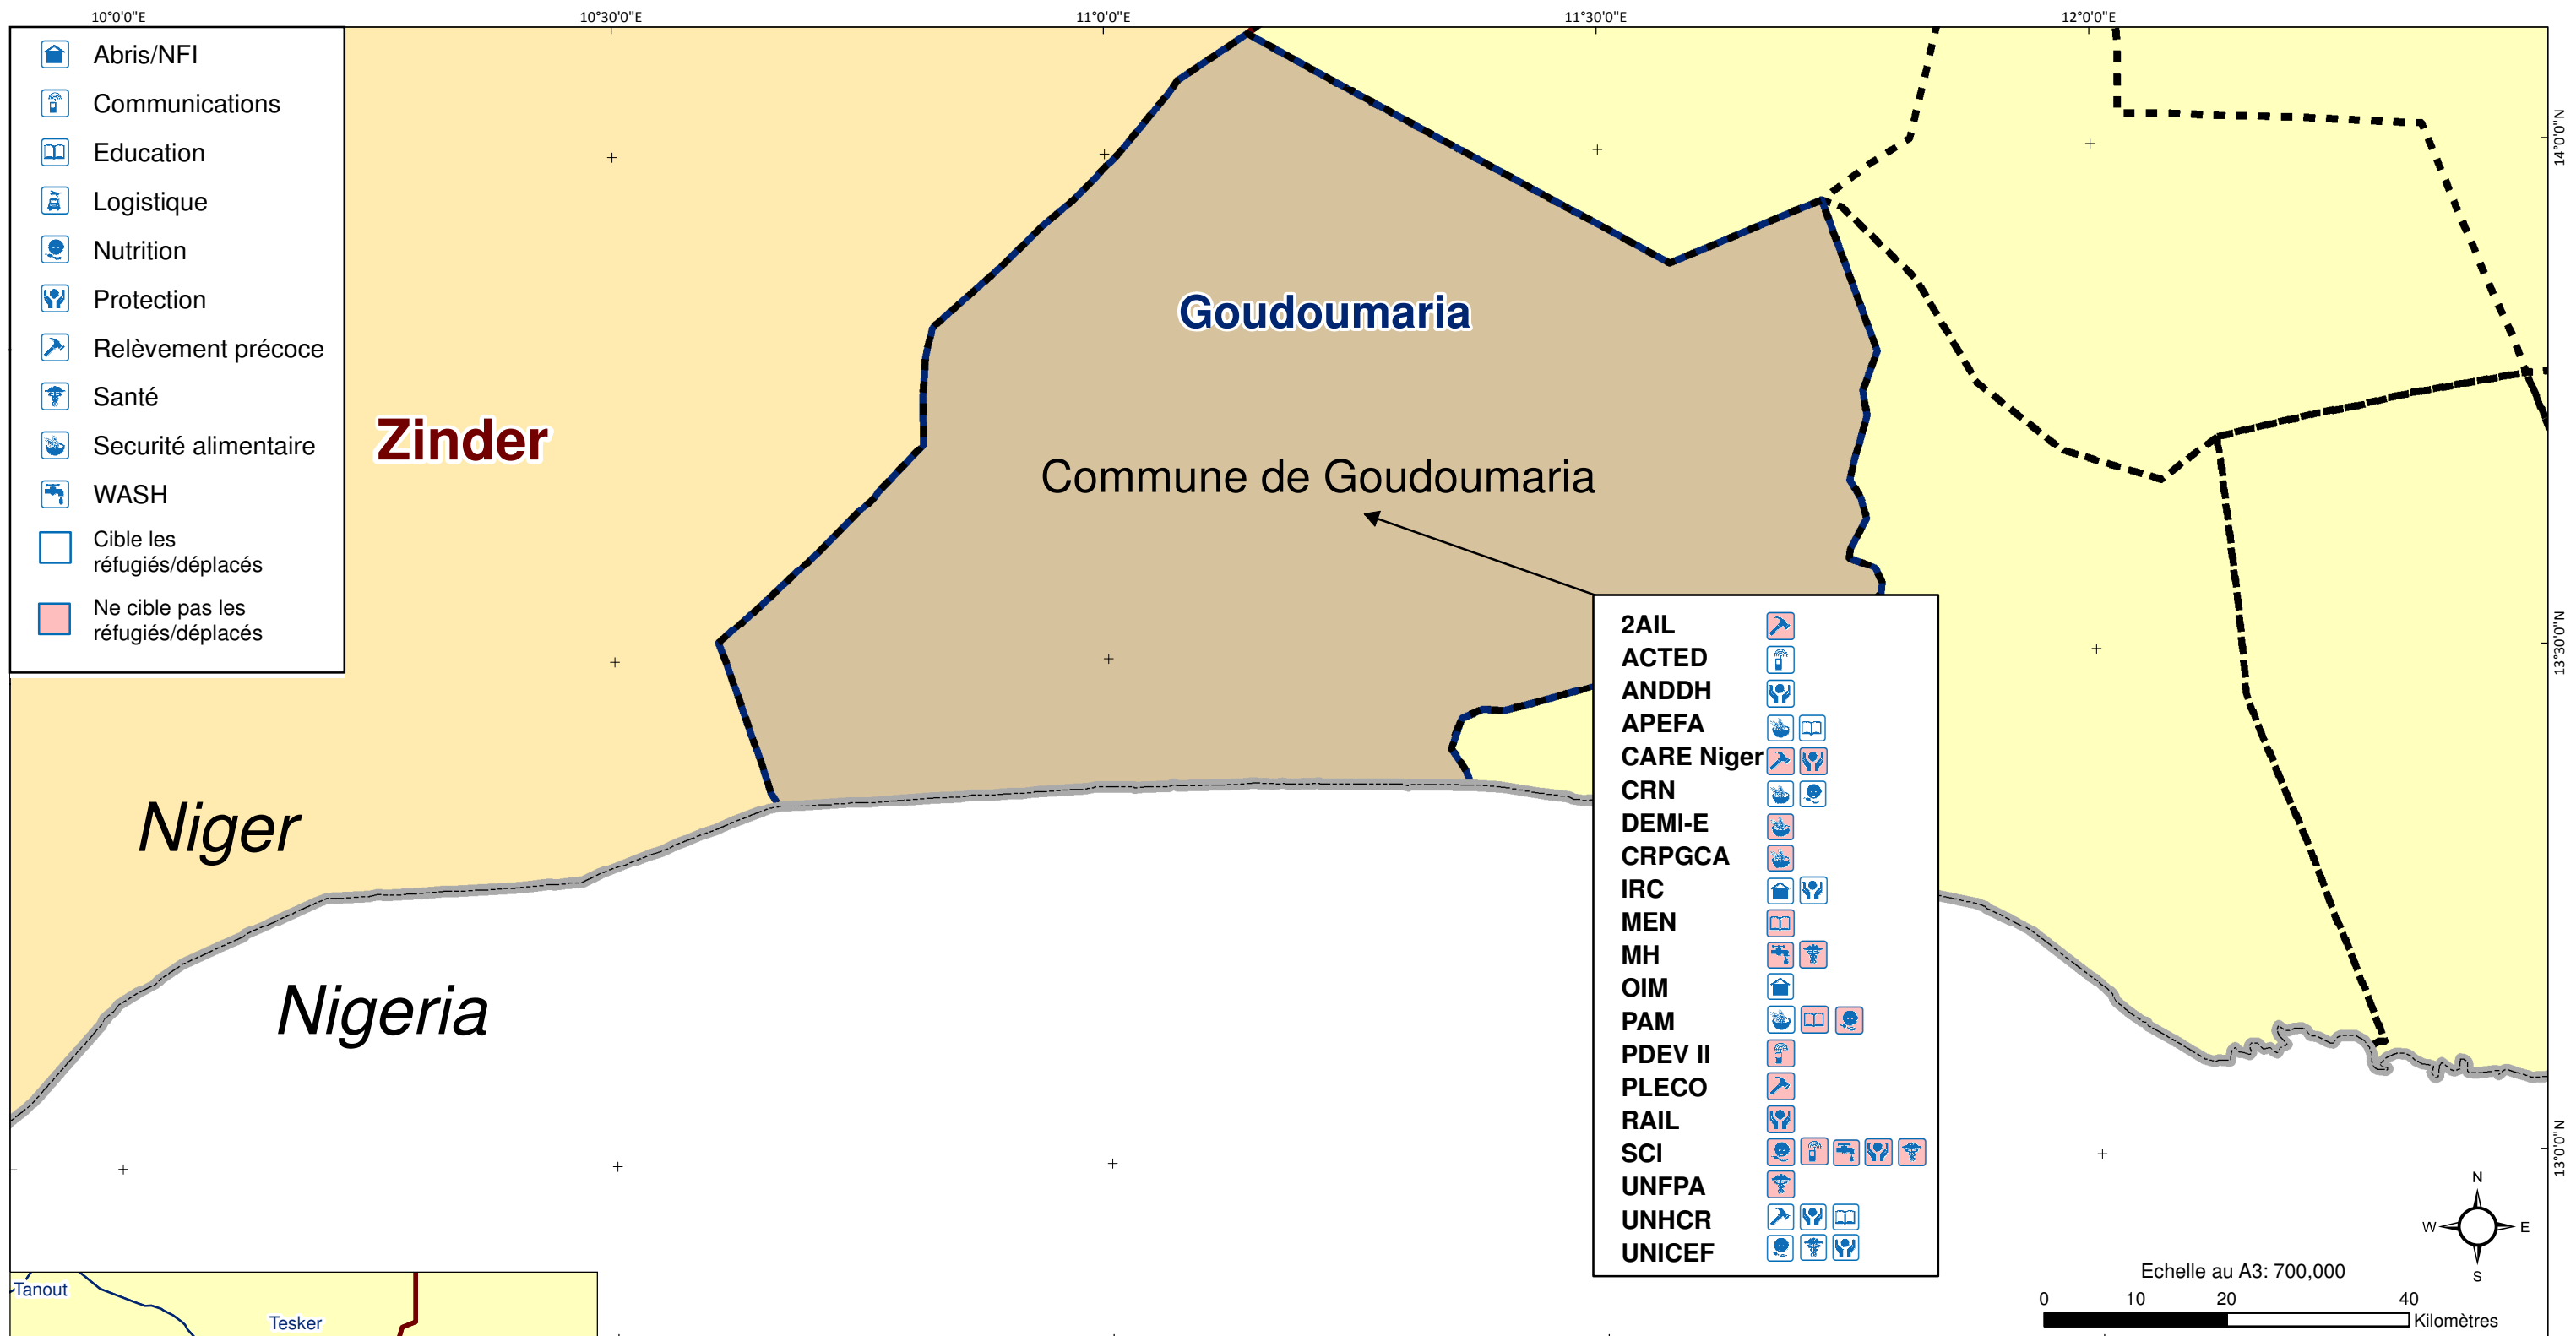 10°0'0"E
10°30'0"E
11°0'0"E
11°30'0"E
12°0'0"E
Abris/NFI
Communications
Education
Logistique
Nutrition
Protection
Relèvement précoce
Santé
Securité alimentaire
WASH
Cible les
réfugiés/déplacés
Ne cible pas les
réfugiés/déplacés
14°0'0"N
13°30'0"N
13°0'0"N
Goudoumaria
Zinder
Commune de Goudoumaria
Niger
Nigeria
2AIL
ACTED
ANDDH
APEFA
CARE Niger
CRN
DEMI-E
CRPGCA
IRC
MEN
MH
OIM
PAM
PDEV II
PLECO
RAIL
SCI
UNFPA
UNHCR
UNICEF
N
W
E
S
Echelle au A3: 700,000
0 10 20 40
Kilomètres
Tanout
Tesker